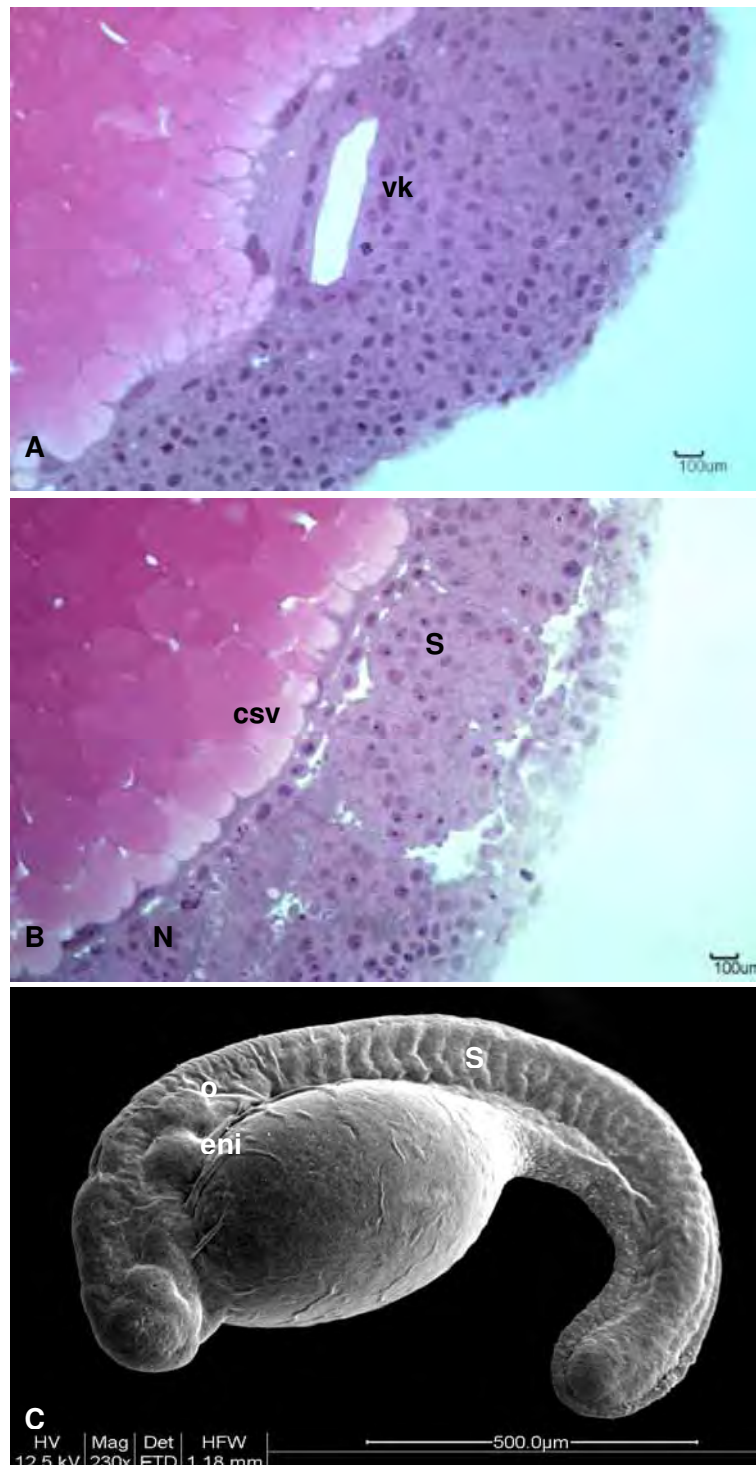 vk
A
100um
S
csv
B
N
100um
S
o
eni
C
HV Mag Det HFW
500.0µm
12.5 kV 230x ETD 1.18 mm